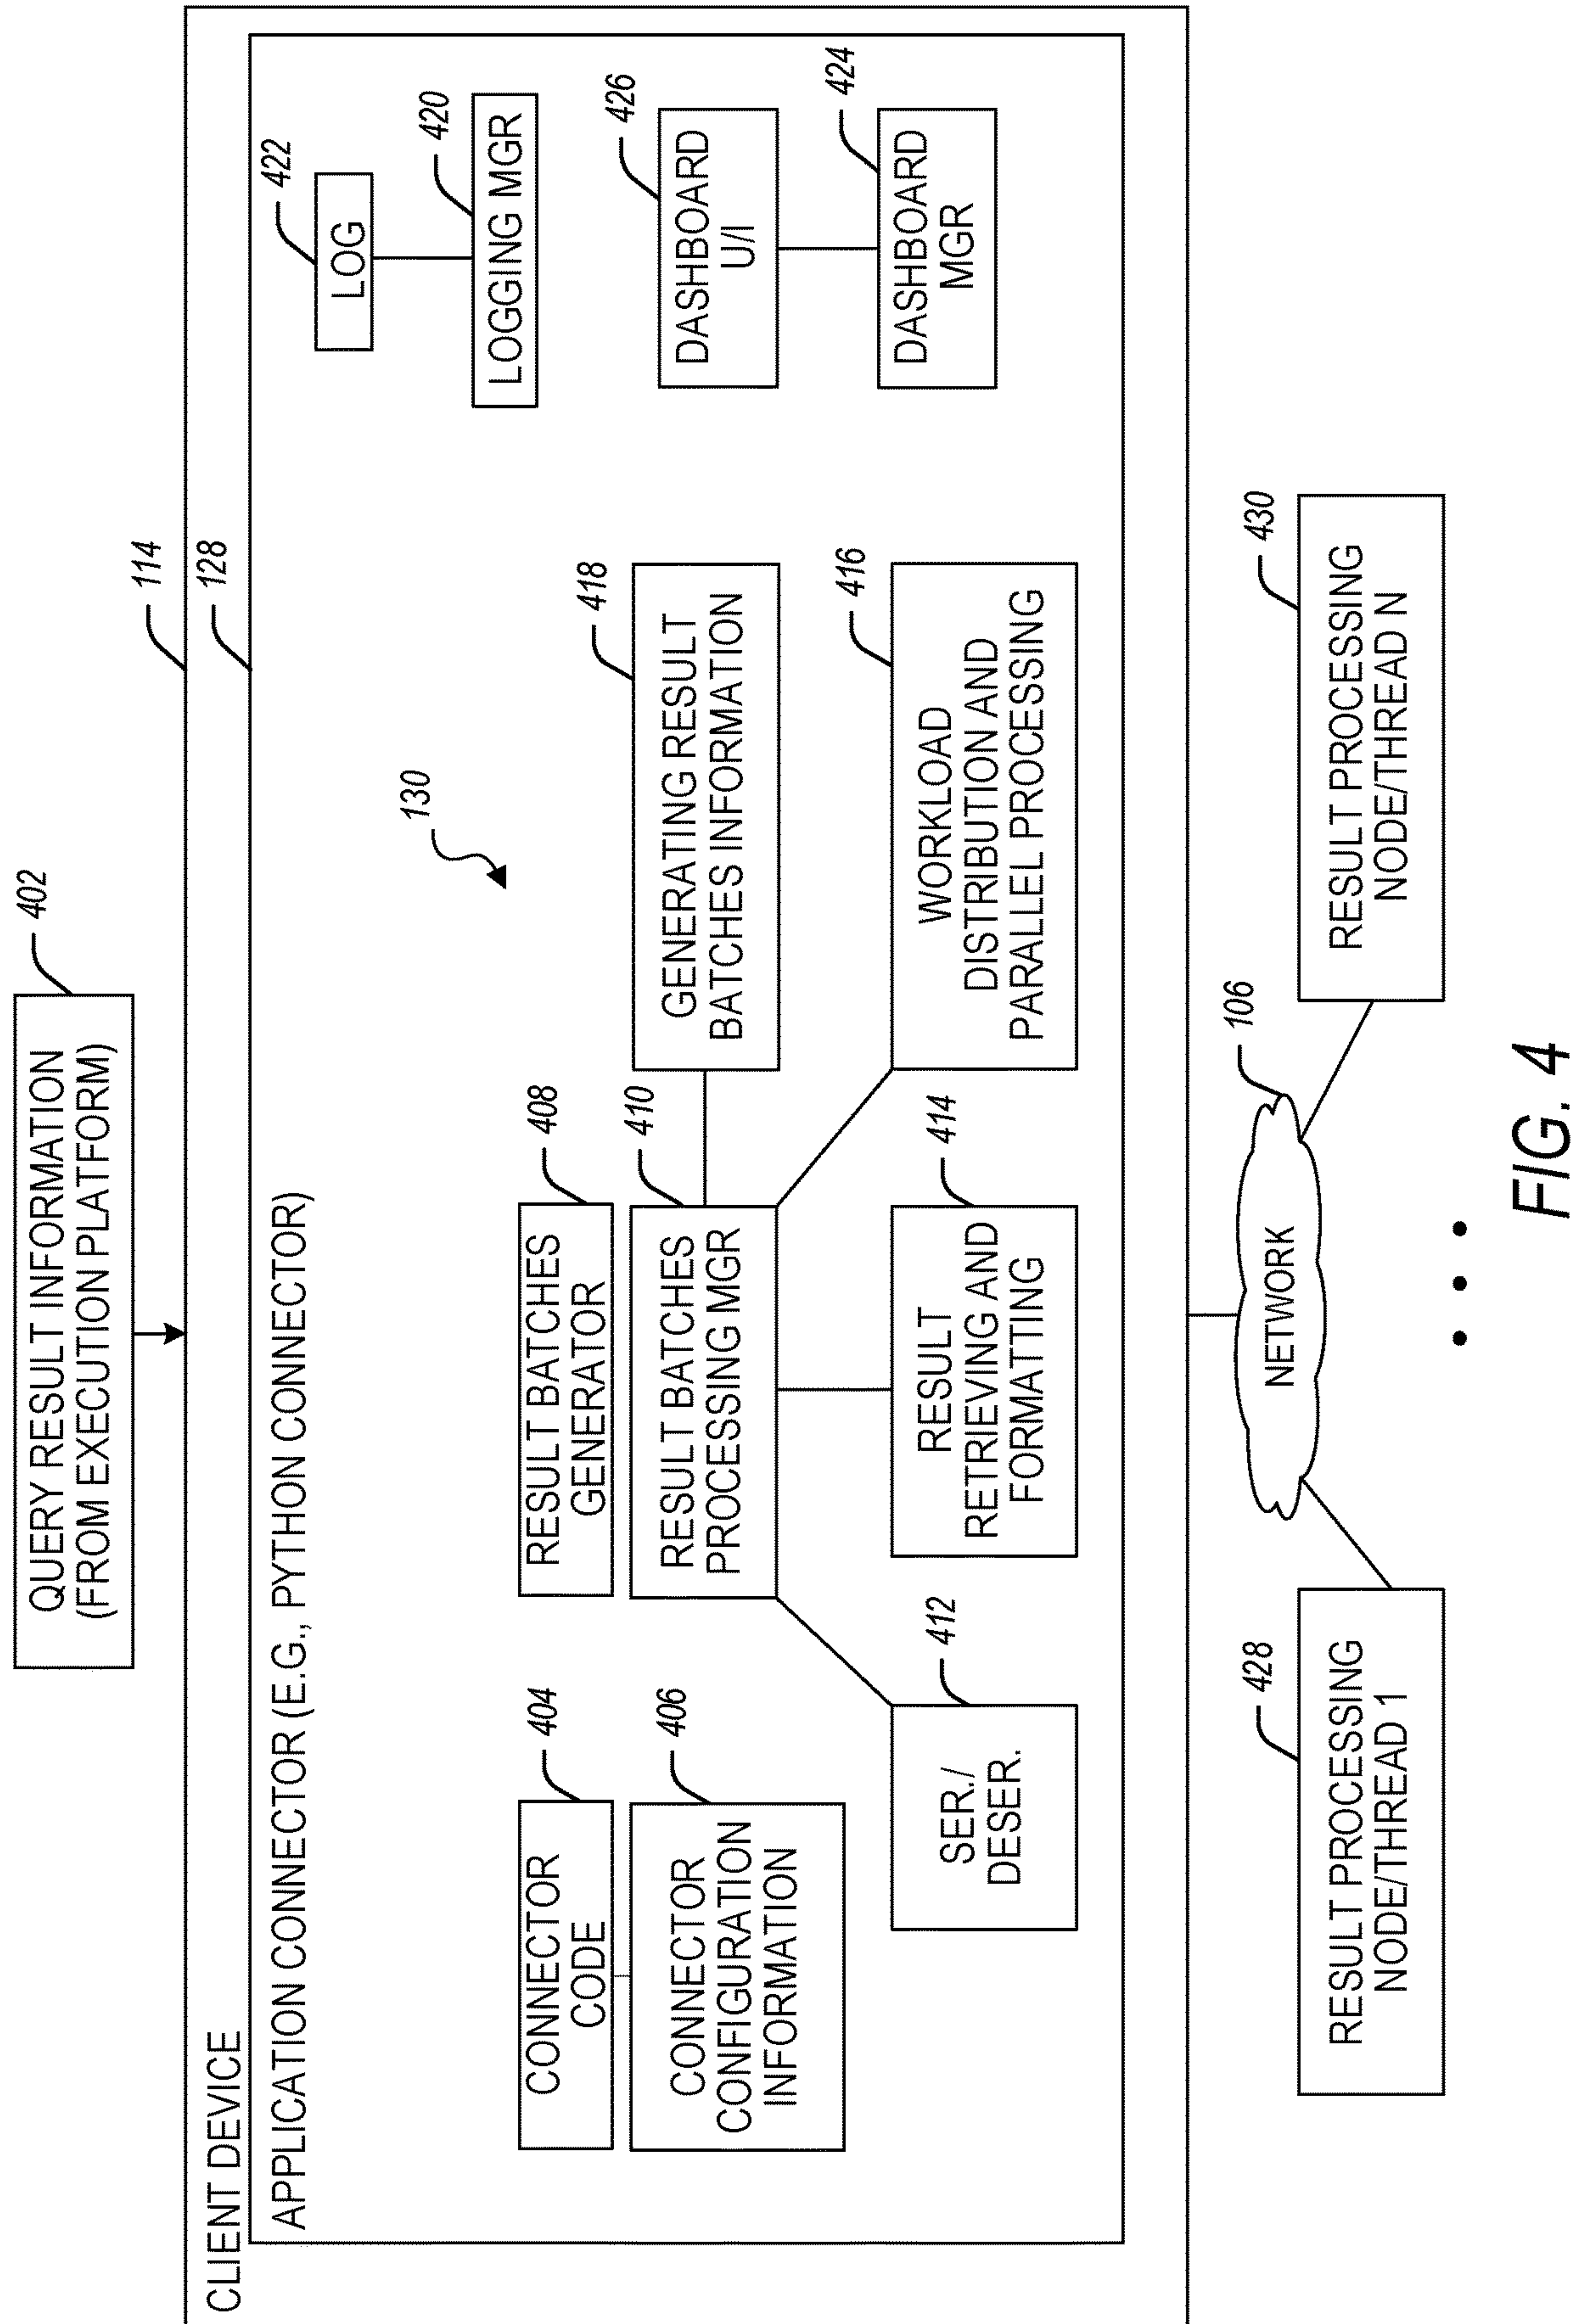 QUERY RESULT INFORMATION
(FROM EXECUTION PLATFORM)
402
114
CLIENT DEVICE
128
APPLICATION CONNECTOR (E.G., PYTHON CONNECTOR)
130
CONNECTOR
CODE
404
CONNECTOR
CONFIGURATION
INFORMATION
406
RESULT BATCHES
GENERATOR
408
RESULT BATCHES
PROCESSING MGR
410
SER./
DESER.
412
RESULT
RETRIEVING AND
FORMATTING
414
GENERATING RESULT
BATCHES INFORMATION
418
WORKLOAD
DISTRIBUTION AND
PARALLEL PROCESSING
416
LOG
422
LOGGING MGR
420
DASHBOARD
U/I
426
DASHBOARD
MGR
424
NETWORK
106
RESULT PROCESSING
NODE/THREAD 1
428
• • •
RESULT PROCESSING
NODE/THREAD N
430
FIG. 4